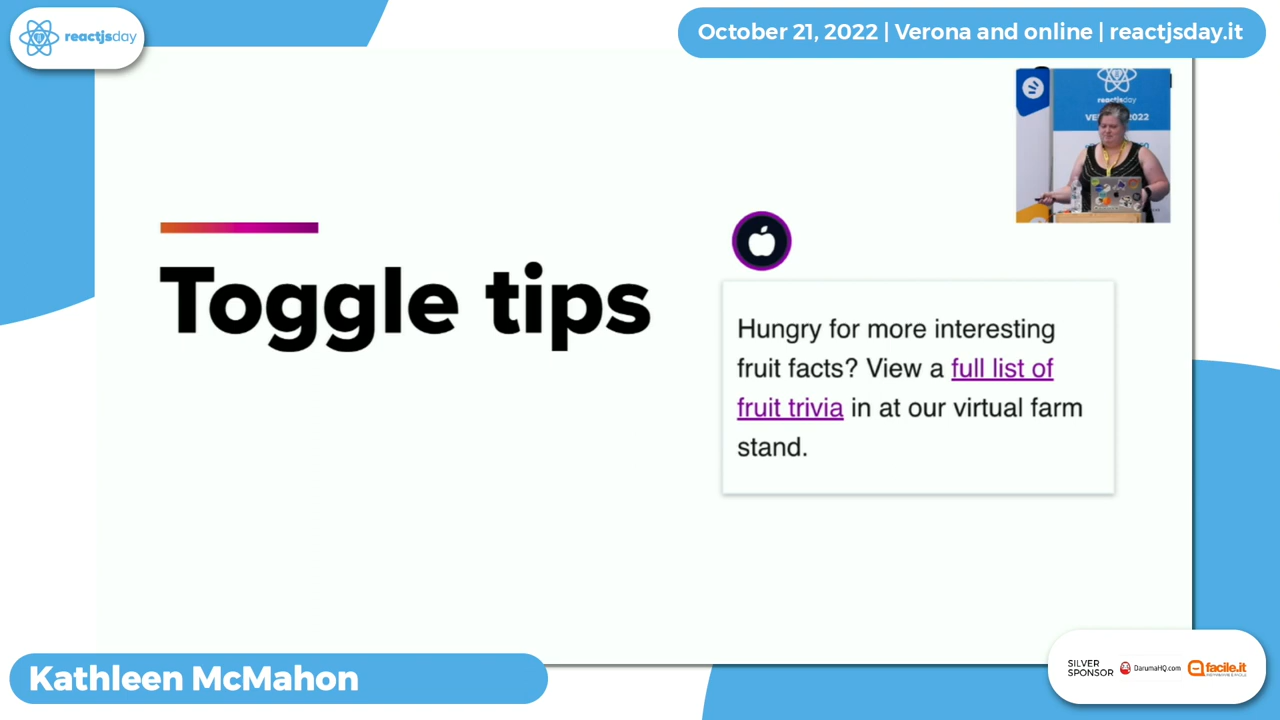 reactjsday
October 21, 2022 | Verona and online | reactjsday.it
reactjsday
Toggle tips
Hungry for more interesting
fruit facts? View a full list of
fruit trivia in at our virtual farm
stand.
Kathleen McMahon
SILVER
SPONSOR
DarumaHQ.com
facile.it